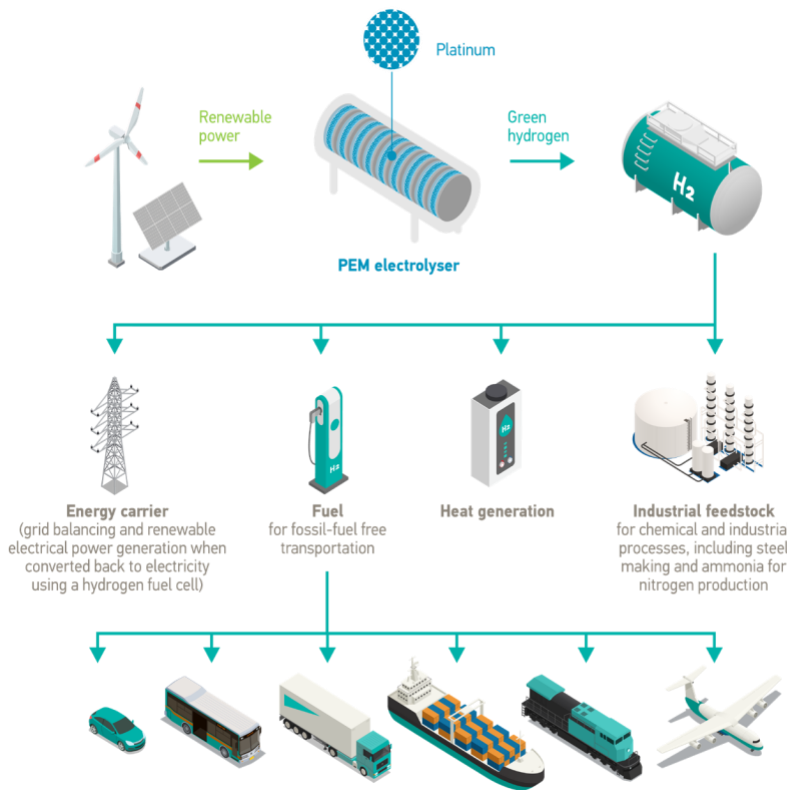 Platinum
Renewable
power
Green
hydrogen
H2
PEM electrolyser
H2
H2
Energy carrier
(grid balancing and renewable
electrical power generation when
converted back to electricity
using a hydrogen fuel cell)
Fuel
for fossil-fuel free
transportation
Heat generation
Industrial feedstock
for chemical and industrial
processes, including steel
making and ammonia for
nitrogen production